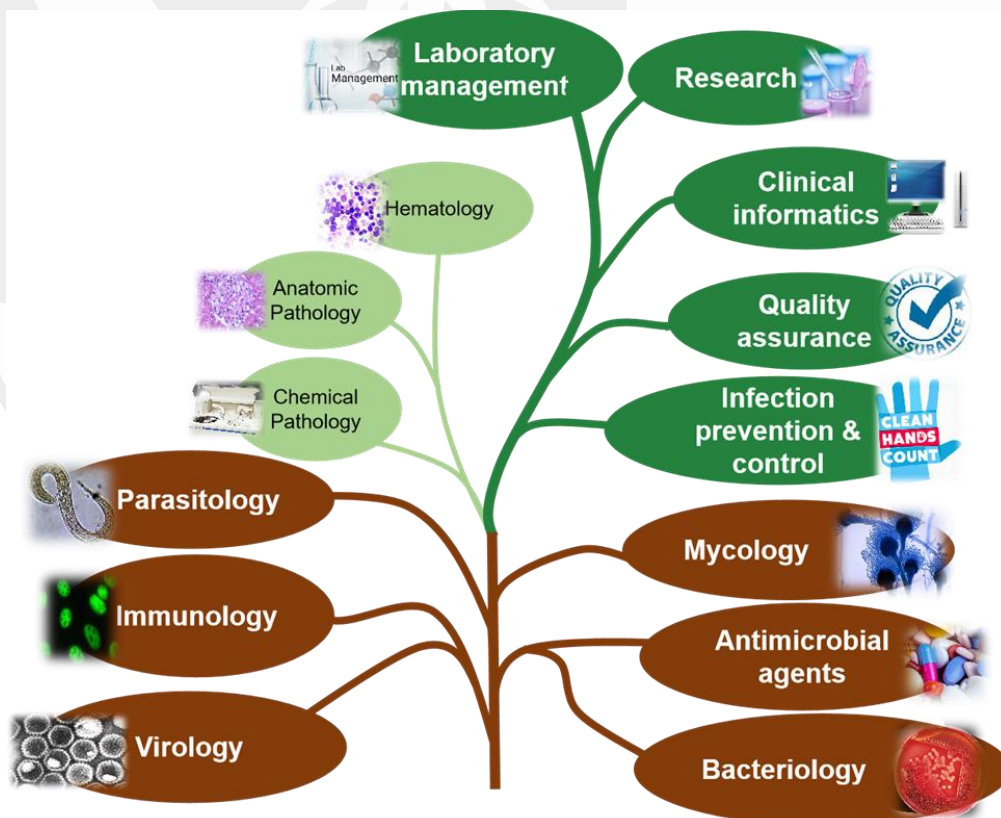 Laboratory
management
Lab
Management
Research
Hematology
Clinical
informatics
Anatomic
Pathology
Quality
assurance
QUALITY
ASSURANCE
Chemical
Pathology
Infection
prevention &
control
CLEAN
HANDS
COUNT
Parasitology
Mycology
Immunology
Antimicrobial
agents
Virology
Bacteriology